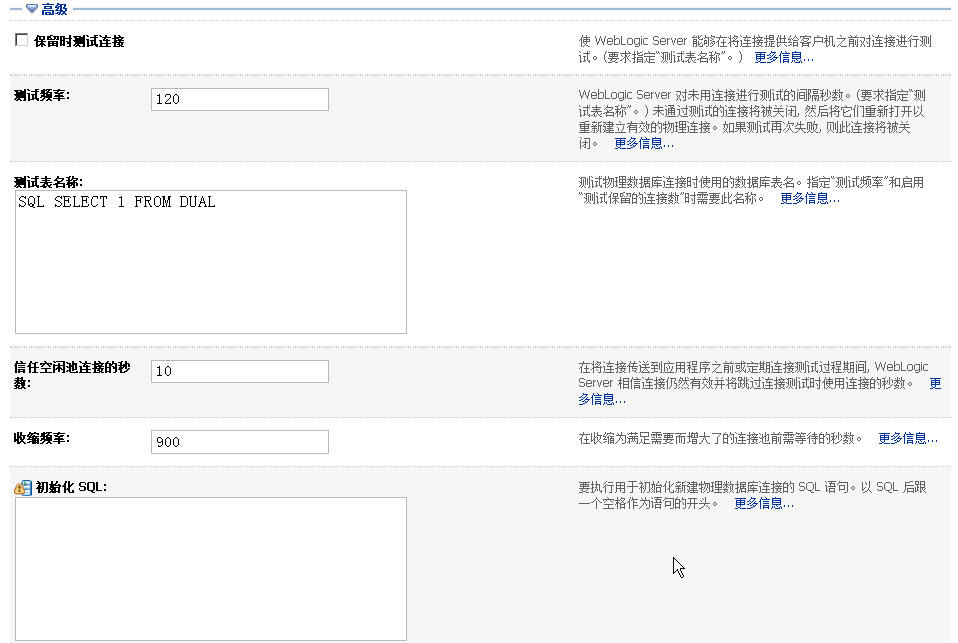 高级
保留时测试连接
使 WebLogic Server 能够在将连接提供给客户机之前对连接进行测
试。(要求指定"测试表名称"。) 更多信息...
测试频率:
120
WebLogic Server 对未用连接进行测试的间隔秒数。(要求指定"测
试表名称"。) 未通过测试的连接将被关闭, 然后将它们重新打开以
重新建立有效的物理连接。如果测试再次失败, 则此连接将被关
闭。 更多信息...
测试表名称:
SQL SELECT 1 FROM DUAL
测试物理数据库连接时使用的数据库表名。指定"测试频率"和启用
"测试保留的连接数"时需要此名称。 更多信息...
信任空闲池连接的秒
数:
10
在将连接传送到应用程序之前或定期连接测试过程期间, WebLogic
Server 相信连接仍然有效并将跳过连接测试时使用连接的秒数。 更
多信息...
收缩频率:
900
在收缩为满足需要而增大了的连接池前需等待的秒数。 更多信息...
初始化 SQL:
要执行用于初始化新建物理数据库连接的 SQL 语句。以 SQL 后跟
一个空格作为语句的开头。 更多信息...